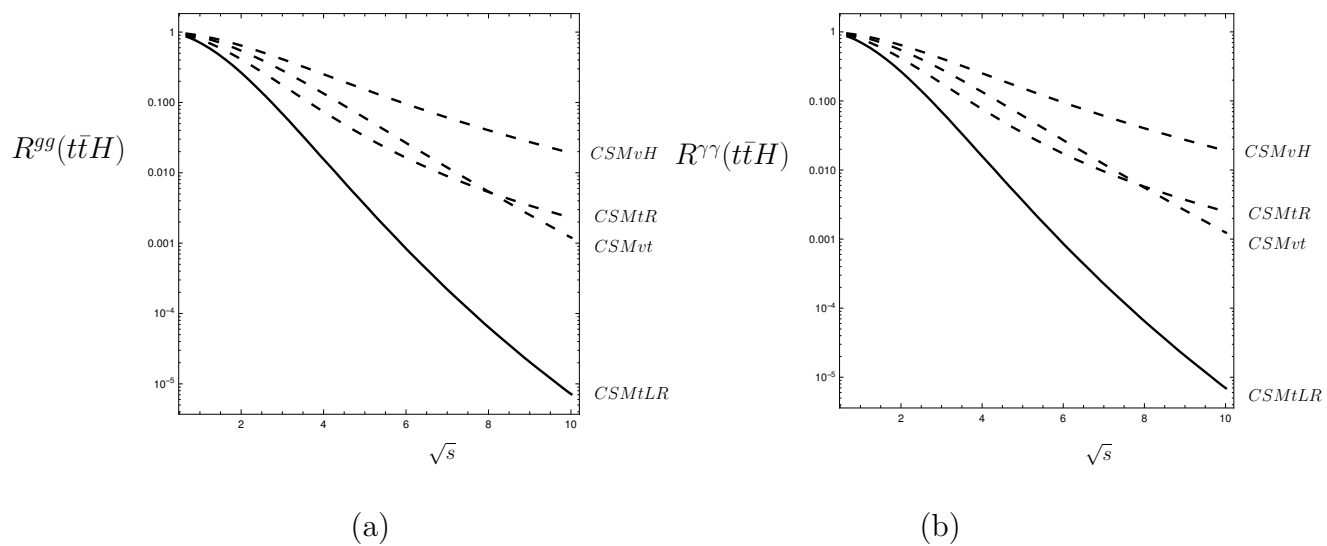 1
0.100
0.010
0.001
10⁻⁴
10⁻⁵
2 4 6 8 10
R^{gg}(tt̄H)
CSMvH
CSMtR
CSMvt
CSMtLR
√s
(a)
1
0.100
0.010
0.001
10⁻⁴
10⁻⁵
2 4 6 8 10
R^{γγ}(tt̄H)
CSMvH
CSMtR
CSMvt
CSMtLR
√s
(b)